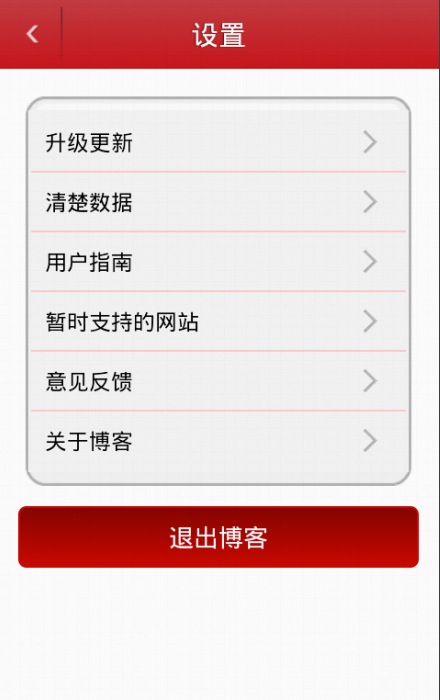 设置
升级更新
清楚数据
用户指南
暂时支持的网站
意见反馈
关于博客
退出博客